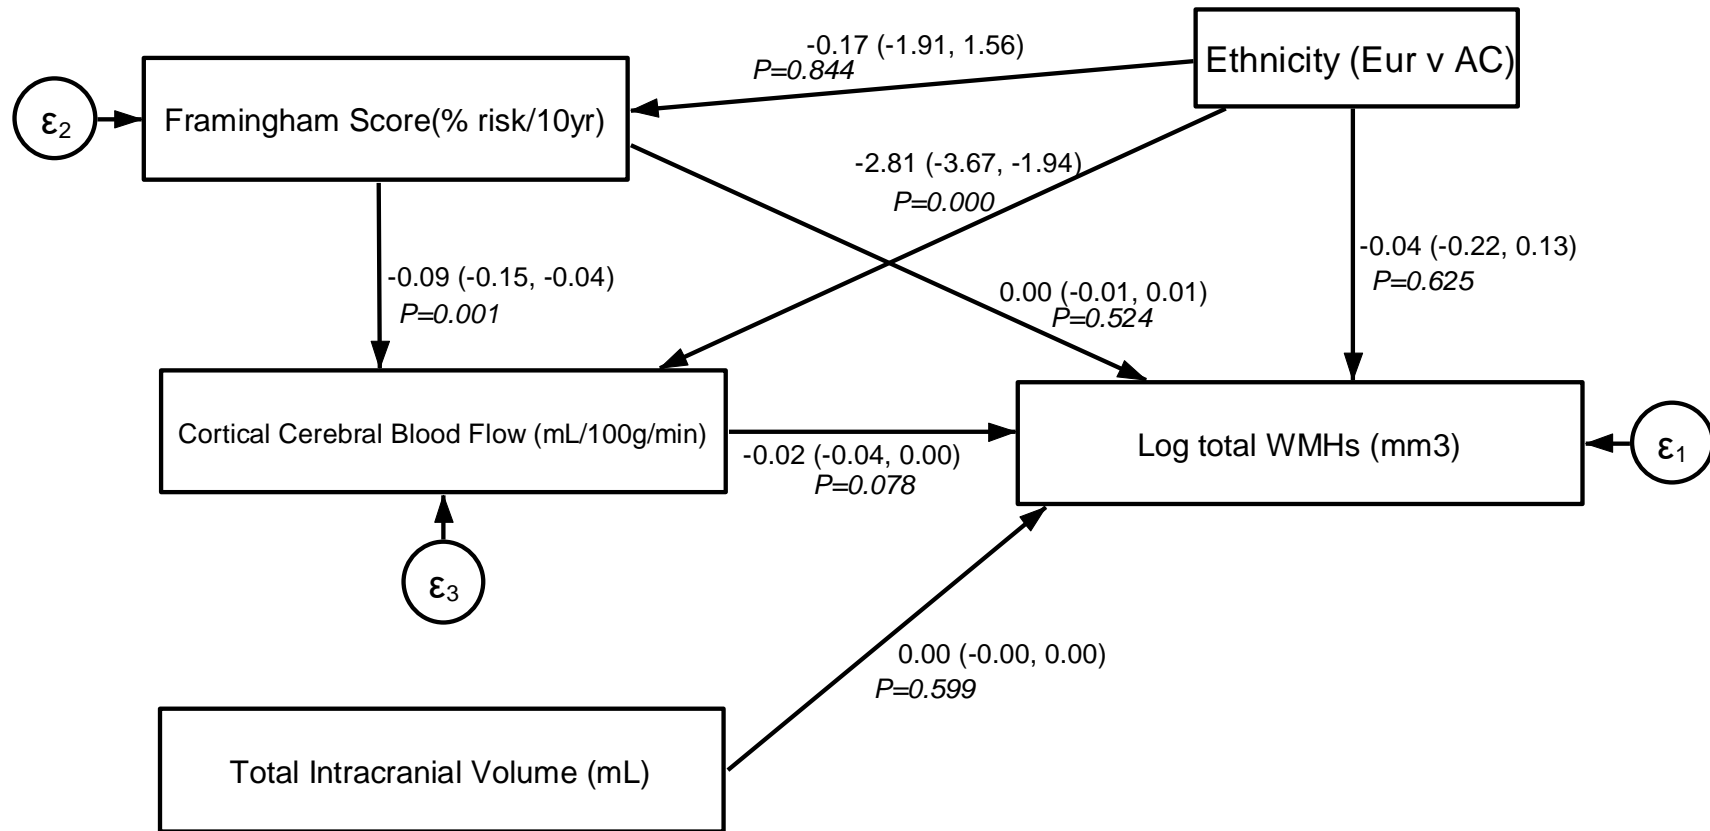 -0.17 (-1.91, 1.56)
P=0.844
Ethnicity (Eur v AC)
ε2
Framingham Score(% risk/10yr)
-2.81 (-3.67, -1.94)
P=0.000
-0.04 (-0.22, 0.13)
P=0.625
-0.09 (-0.15, -0.04)
P=0.001
0.00 (-0.01, 0.01)
P=0.524
Cortical Cerebral Blood Flow (mL/100g/min)
-0.02 (-0.04, 0.00)
P=0.078
Log total WMHs (mm3)
ε1
ε3
0.00 (-0.00, 0.00)
P=0.599
Total Intracranial Volume (mL)